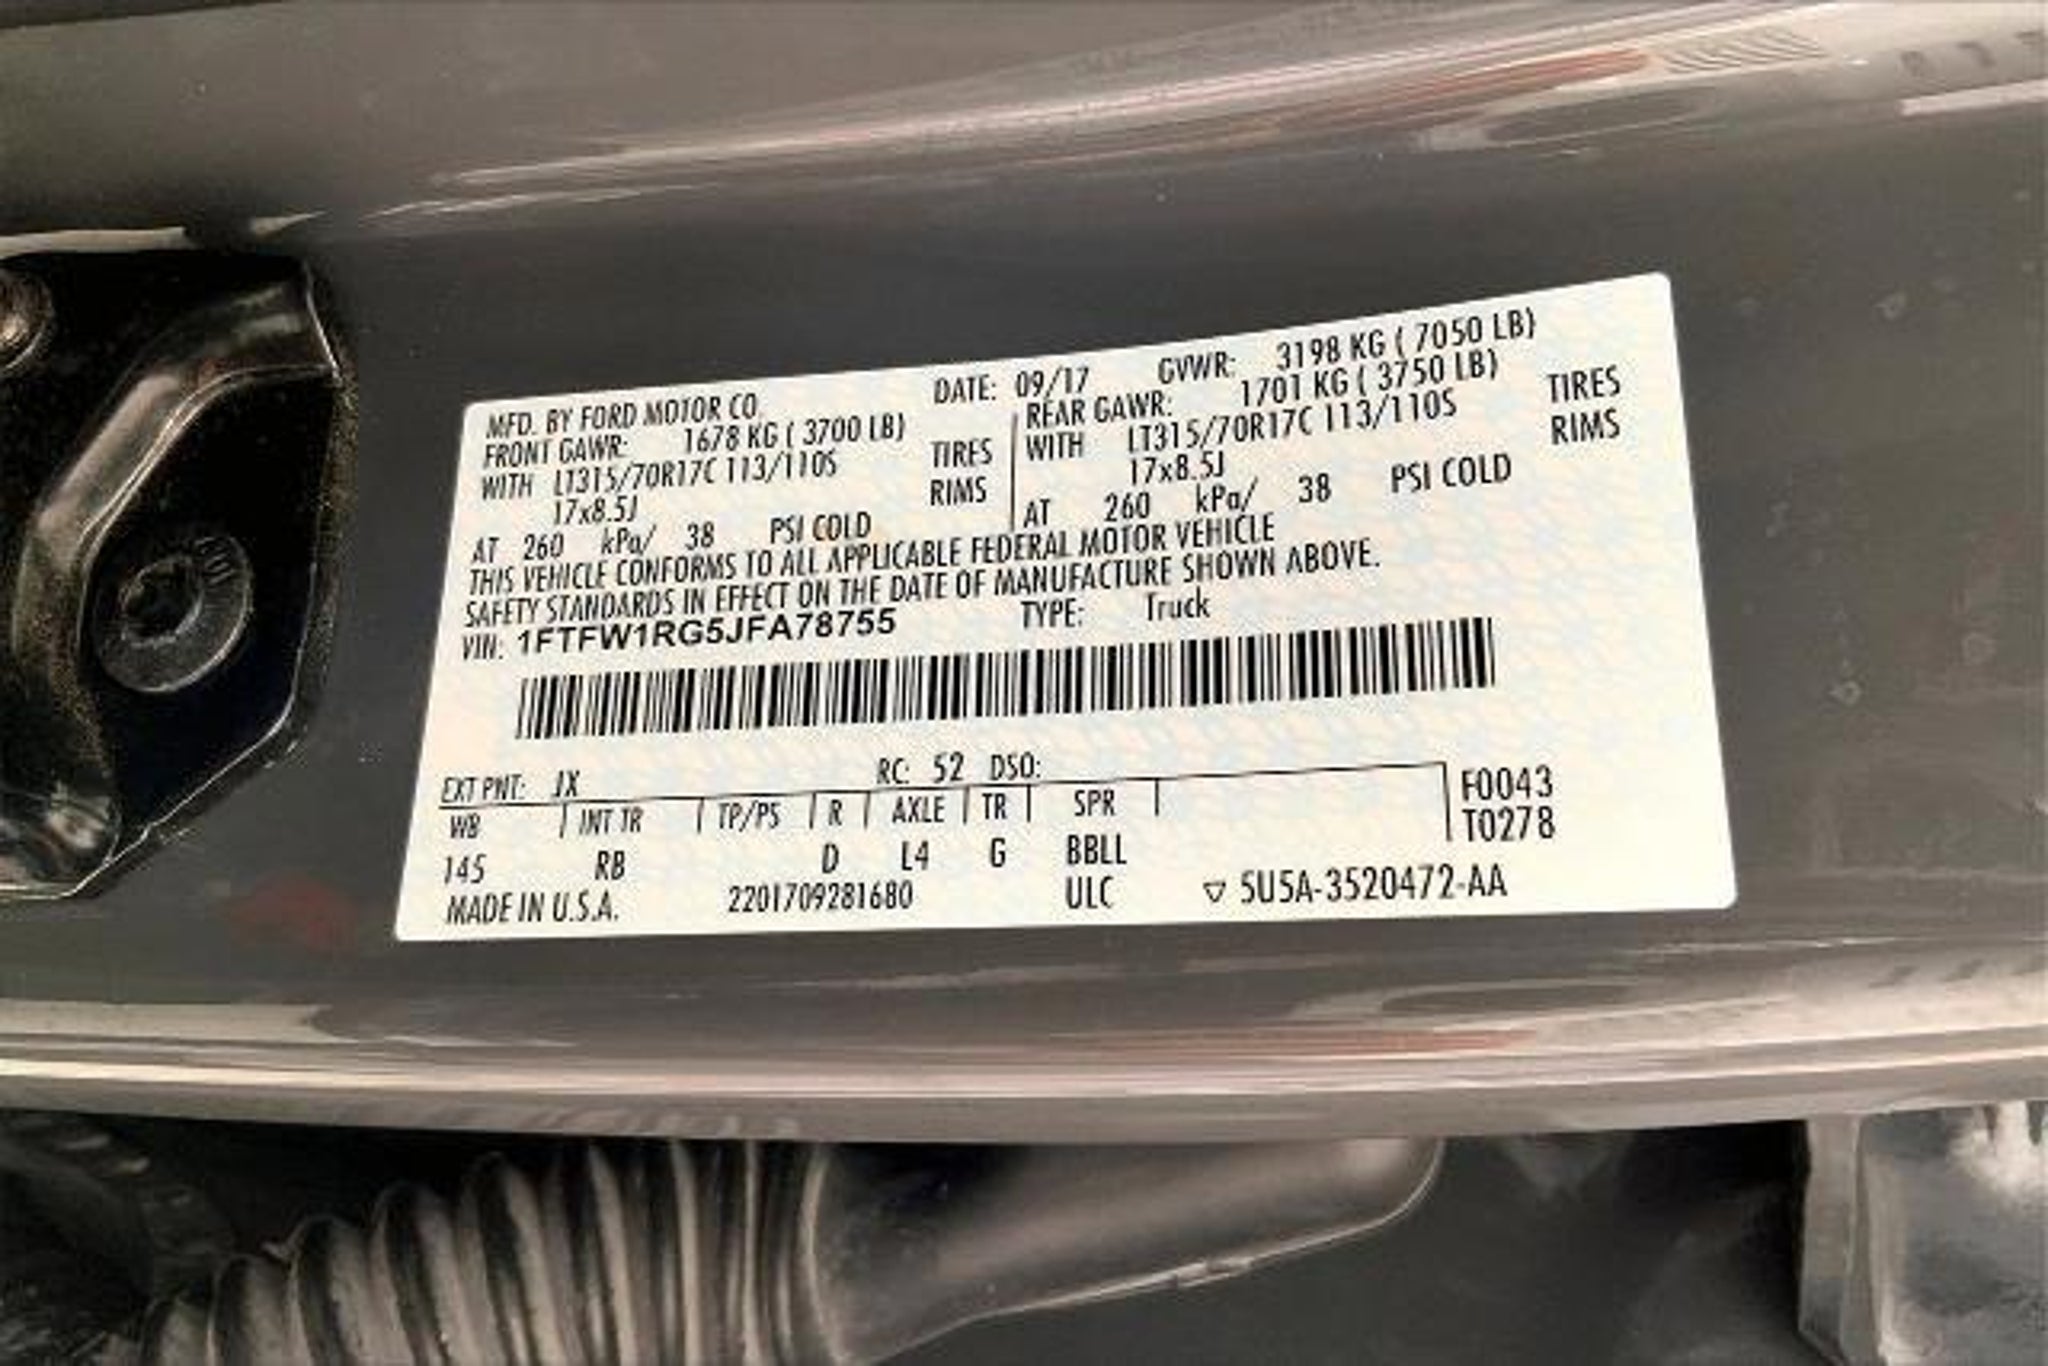 MFD. BY FORD MOTOR CO. DATE: 09/17 GVWR: 3198 KG ( 7050 LB)
FRONT GAWR: 1678 KG ( 3700 LB) REAR GAWR: 1701 KG ( 3750 LB)
WITH LT315/70R17C 113/110S TIRES WITH LT315/70R17C 113/110S TIRES
17x8.5J RIMS 17x8.5J RIMS
AT 260 kPa/ 38 PSI COLD AT 260 kPa/ 38 PSI COLD
THIS VEHICLE CONFORMS TO ALL APPLICABLE FEDERAL MOTOR VEHICLE
SAFETY STANDARDS IN EFFECT ON THE DATE OF MANUFACTURE SHOWN ABOVE.
VIN: 1FTFW1RG5JFA78755 TYPE: Truck
EXT PNT: JX RC: 52 DSO: F0043
WB INT TR TP/PS R AXLE TR SPR T0278
145 RB D L4 G BBLL
MADE IN U.S.A. 2201709281680 ULC ▽ 5U5A-3520472-AA